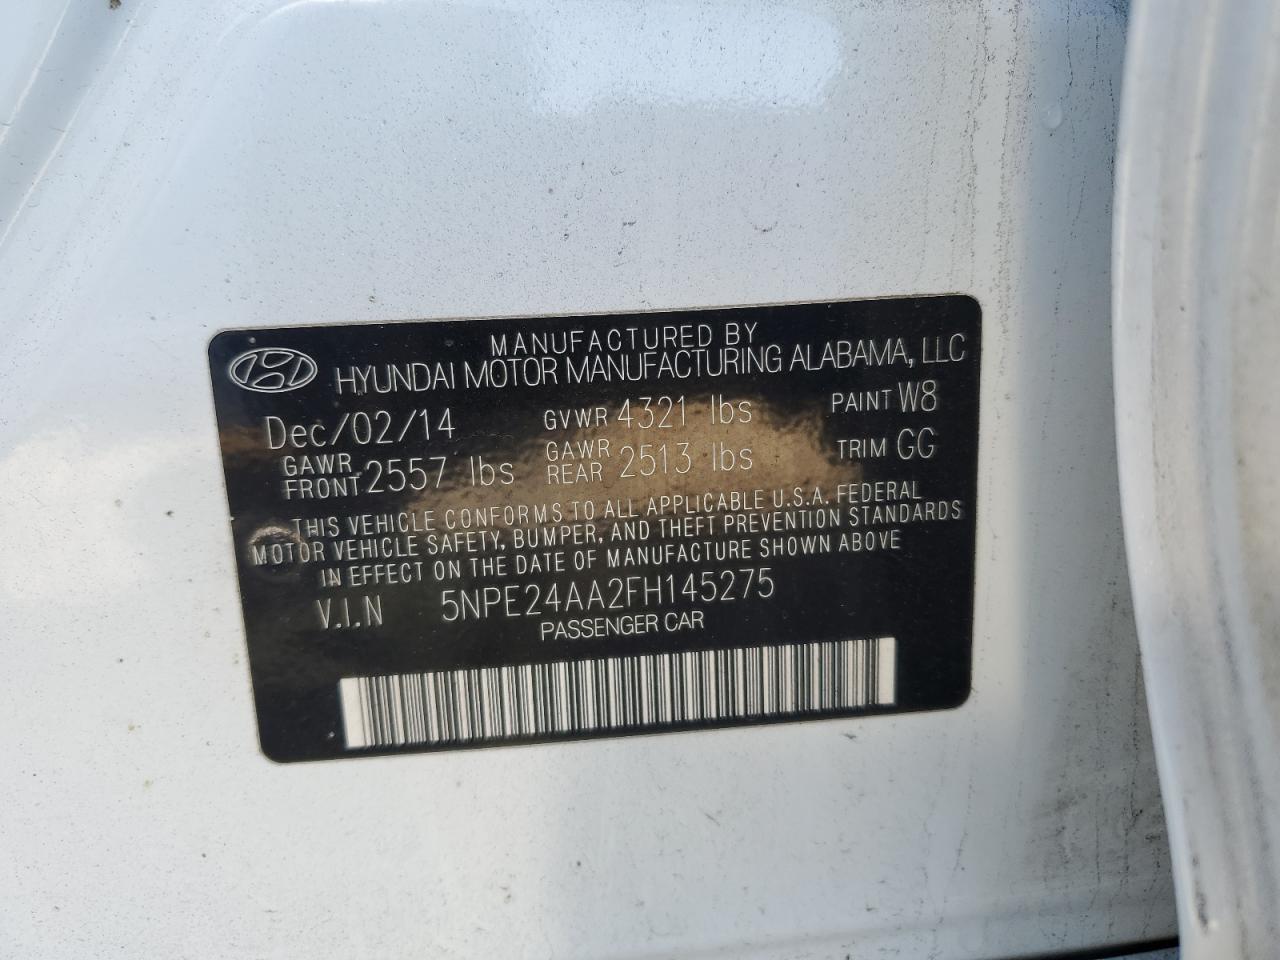 MANUFACTURED BY
HYUNDAI MOTOR MANUFACTURING ALABAMA, LLC
Dec/02/14 GVWR 4321 lbs PAINT W8
GAWR FRONT 2557 lbs GAWR REAR 2513 lbs TRIM GG
THIS VEHICLE CONFORMS TO ALL APPLICABLE U.S.A. FEDERAL
MOTOR VEHICLE SAFETY, BUMPER, AND THEFT PREVENTION STANDARDS
IN EFFECT ON THE DATE OF MANUFACTURE SHOWN ABOVE
V.I.N 5NPE24AA2FH145275
PASSENGER CAR